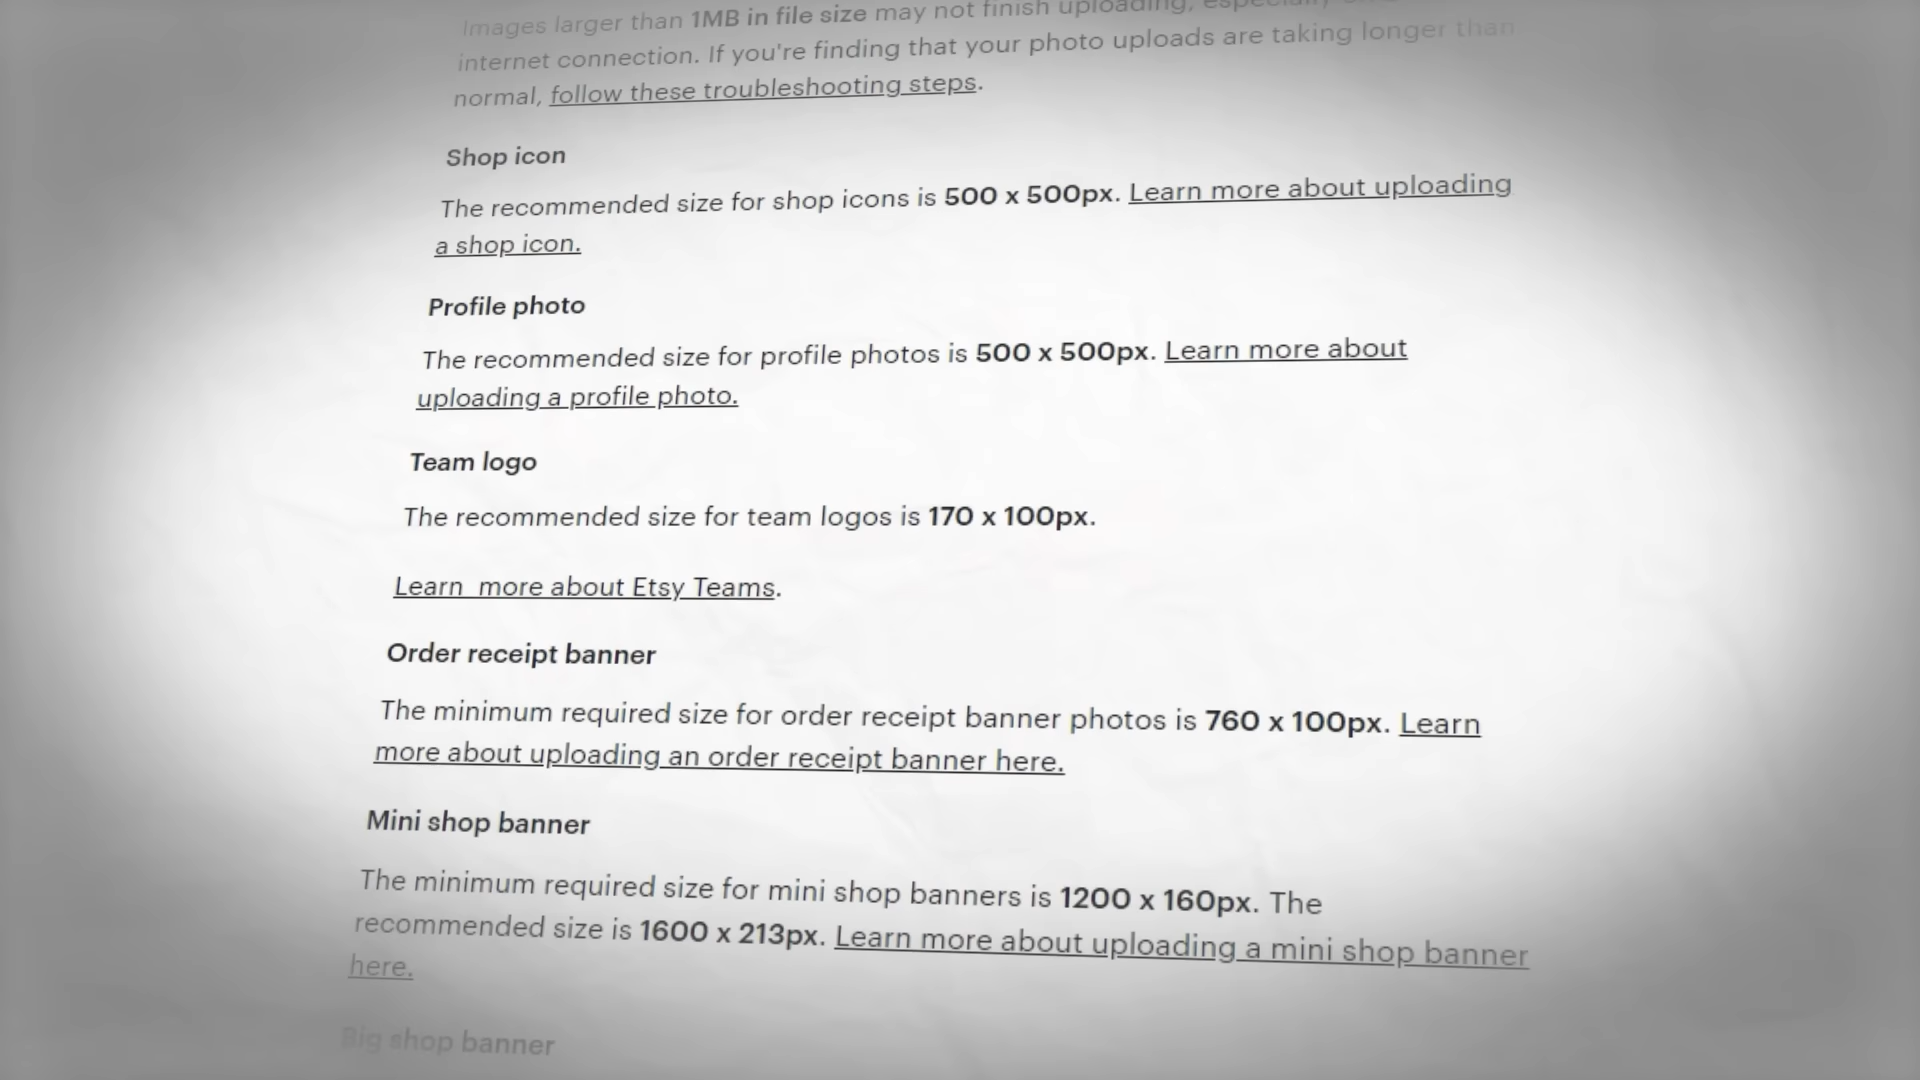 Images larger than 1MB in file size may not finish uploading, especially
internet connection. If you're finding that your photo uploads are taking longer than
normal, follow these troubleshooting steps.
Shop icon
The recommended size for shop icons is 500 x 500px. Learn more about uploading
a shop icon.
Profile photo
The recommended size for profile photos is 500 x 500px. Learn more about
uploading a profile photo.
Team logo
The recommended size for team logos is 170 x 100px.
Learn  more about Etsy Teams.
Order receipt banner
The minimum required size for order receipt banner photos is 760 x 100px. Learn
more about uploading an order receipt banner here.
Mini shop banner
The minimum required size for mini shop banners is 1200 x 160px. The
recommended size is 1600 x 213px. Learn more about uploading a mini shop banner
here.
Big shop banner